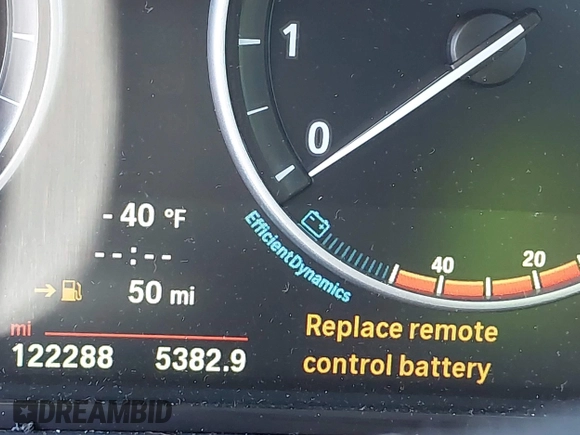 1
0
- 40 °F
--:--
EfficientDynamics
40
20
50 mi
mi
122288 5382.9
Replace remote
control battery
DREAMBID